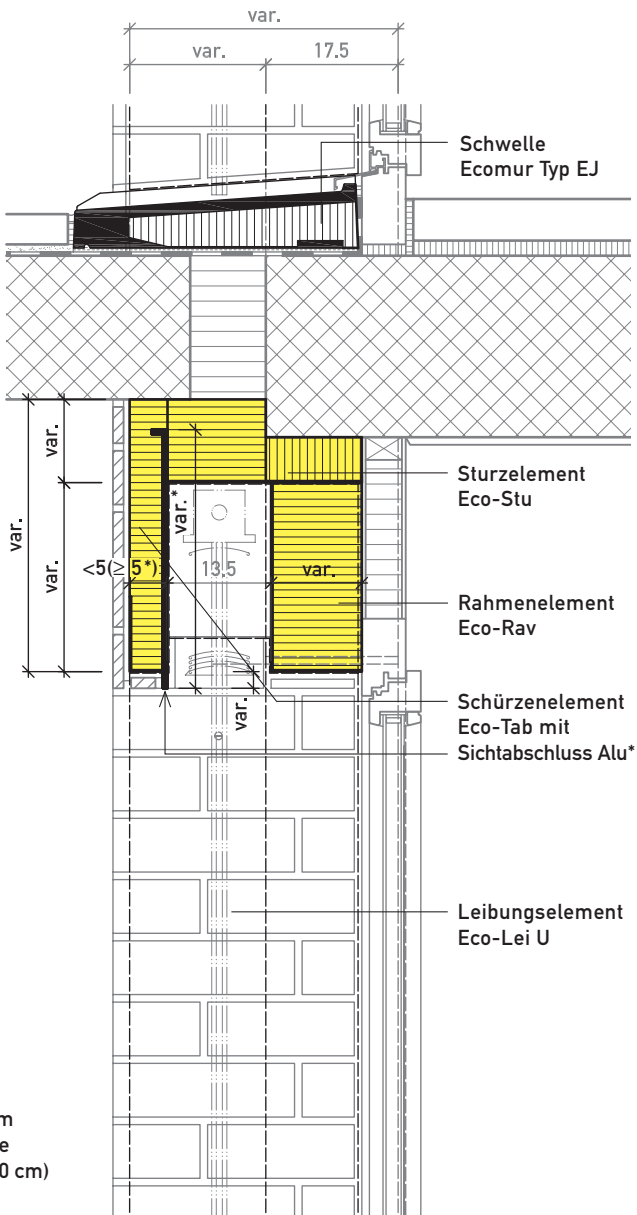 var.
var.
17.5
Schwelle
Ecomur Typ EJ
var.
var.
var.
var.*
<5(≥ 5*)
13.5
var.
var.
Sturzelement
Eco-Stu
Rahmenelement
Eco-Rav
Schürzenelement
Eco-Tab mit
Sichtabschluss Alu*
Leibungselement
Eco-Lei U
m
e
0 cm)